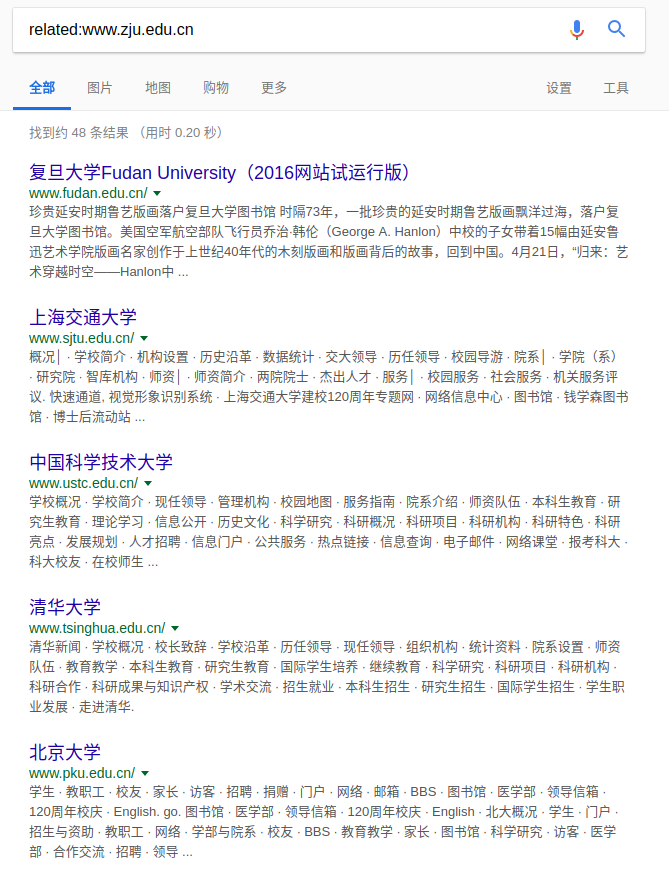 related:www.zju.edu.cn
全部 图片 地图 购物 更多 设置 工具
找到约 48 条结果 （用时 0.20 秒）
复旦大学Fudan University（2016网站试运行版）
www.fudan.edu.cn/
珍贵延安时期鲁艺版画落户复旦大学图书馆 时隔73年，一批珍贵的延安时期鲁艺版画飘洋过海，落户复
旦大学图书馆。美国空军航空部队飞行员乔治·韩伦（George A. Hanlon）中校的子女带着15幅由延安鲁
迅艺术学院版画名家创作于上世纪40年代的木刻版画和版画背后的故事，回到中国。4月21日，“归来：艺
术穿越时空——Hanlon中 ...
上海交通大学
www.sjtu.edu.cn/
概况│ · 学校简介 · 机构设置 · 历史沿革 · 数据统计 · 交大领导 · 历任领导 · 校园导游 · 院系│ · 学院（系）
· 研究院 · 智库机构 · 师资│ · 师资简介 · 两院院士 · 杰出人才 · 服务│ · 校园服务 · 社会服务 · 机关服务评
议. 快速通道, 视觉形象识别系统 · 上海交通大学建校120周年专题网 · 网络信息中心 · 图书馆 · 钱学森图书
馆 · 博士后流动站 ...
中国科学技术大学
www.ustc.edu.cn/
学校概况 · 学校简介 · 现任领导 · 管理机构 · 校园地图 · 服务指南 · 院系介绍 · 师资队伍 · 本科生教育 · 研
究生教育 · 理论学习 · 信息公开 · 历史文化 · 科学研究 · 科研概况 · 科研项目 · 科研机构 · 科研特色 · 科研
亮点 · 发展规划 · 人才招聘 · 信息门户 · 公共服务 · 热点链接 · 信息查询 · 电子邮件 · 网络课堂 · 报考科大 ·
科大校友 · 在校师生 ...
清华大学
www.tsinghua.edu.cn/
清华新闻 · 学校概况 · 校长致辞 · 学校沿革 · 历任领导 · 现任领导 · 组织机构 · 统计资料 · 院系设置 · 师资
队伍 · 教育教学 · 本科生教育 · 研究生教育 · 国际学生培养 · 继续教育 · 科学研究 · 科研项目 · 科研机构 ·
科研合作 · 科研成果与知识产权 · 学术交流 · 招生就业 · 本科生招生 · 研究生招生 · 国际学生招生 · 学生职
业发展 · 走进清华.
北京大学
www.pku.edu.cn/
学生 · 教职工 · 校友 · 家长 · 访客 · 招聘 · 捐赠 · 门户 · 网络 · 邮箱 · BBS · 图书馆 · 医学部 · 领导信箱 ·
120周年校庆 · English. go. 图书馆 · 医学部 · 领导信箱 · 120周年校庆 · English · 北大概况 · 学生 · 门户 ·
招生与资助 · 教职工 · 网络 · 学部与院系 · 校友 · BBS · 教育教学 · 家长 · 图书馆 · 科学研究 · 访客 · 医学
部 · 合作交流 · 招聘 · 领导 ...